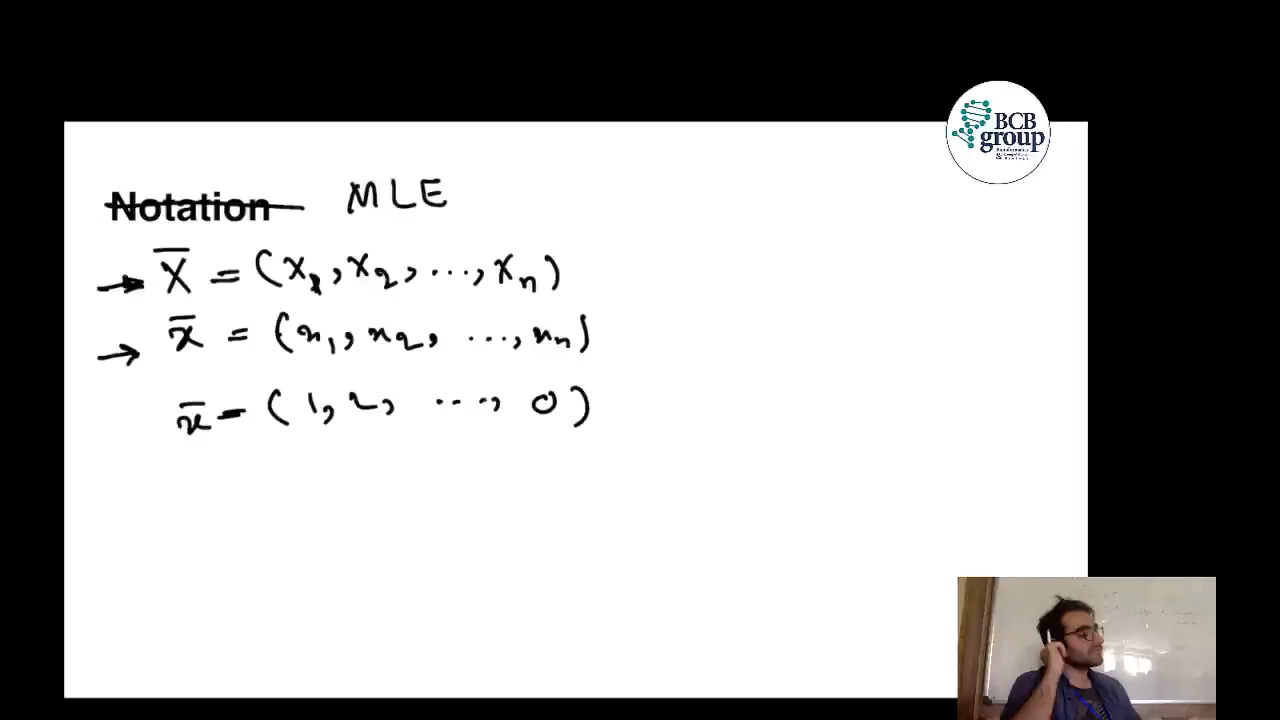 BCB
group
Notation MLE
→ X̅ = (X₁, X₂, ..., Xₙ)
→ x̅ = (x₁, x₂, ..., xₙ)
x̅ = (1, 2, ..., 0)